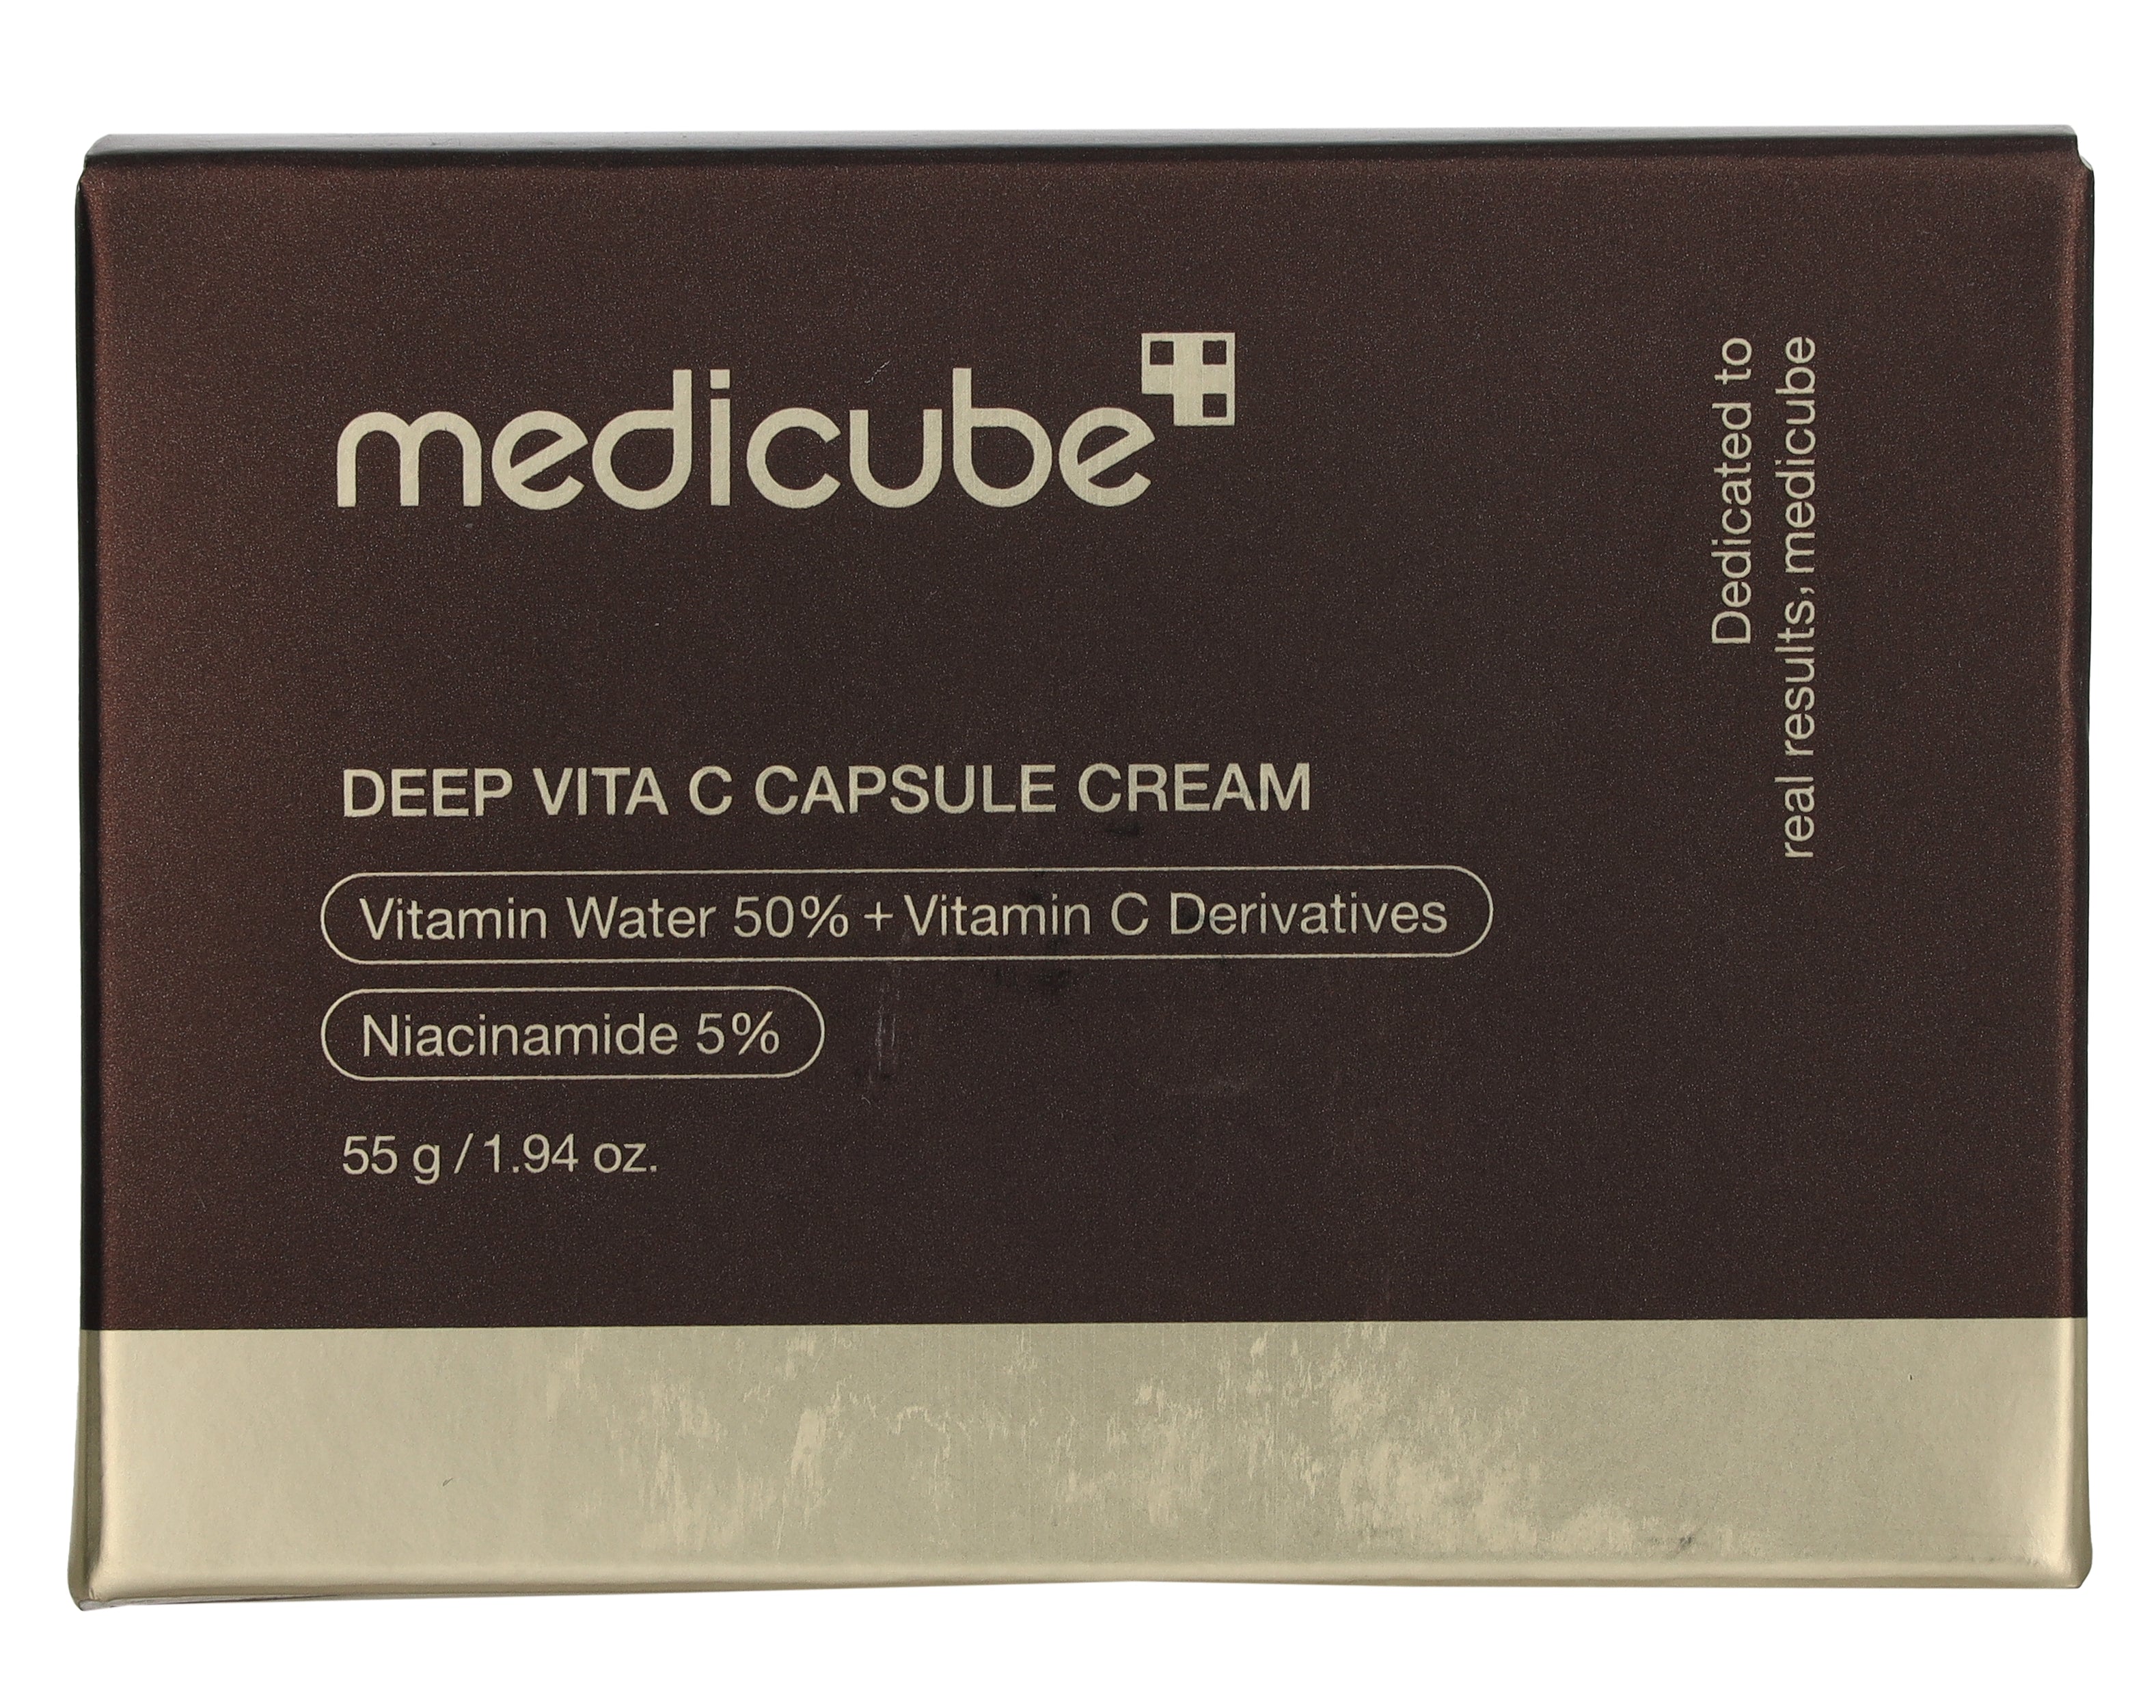 medicube
DEEP VITA C CAPSULE CREAM
Vitamin Water 50% + Vitamin C Derivatives
Niacinamide 5%
55 g / 1.94 oz.
Dedicated to
real results, medicube